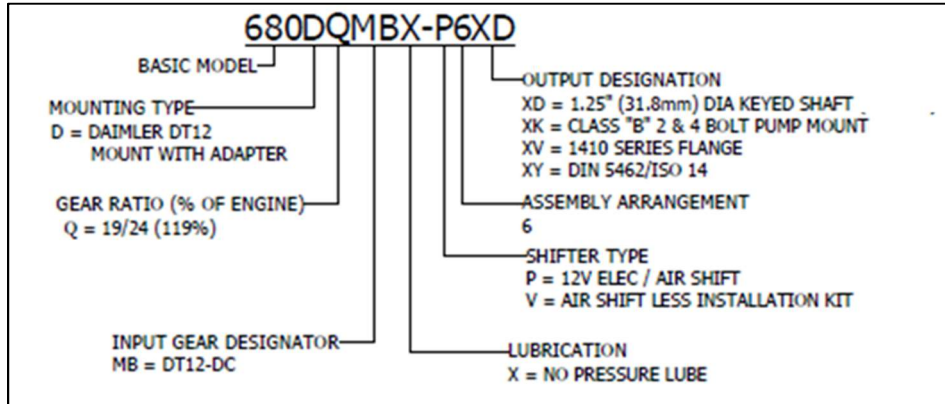 680DQMBX-P6XD
BASIC MODEL
MOUNTING TYPE
D = DAIMLER DT12
MOUNT WITH ADAPTER
GEAR RATIO (% OF ENGINE)
Q = 19/24 (119%)
INPUT GEAR DESIGNATOR
MB = DT12-DC
OUTPUT DESIGNATION
XD = 1.25" (31.8mm) DIA KEYED SHAFT
XK = CLASS "B" 2 & 4 BOLT PUMP MOUNT
XV = 1410 SERIES FLANGE
XY = DIN 5462/ISO 14
ASSEMBLY ARRANGEMENT
6
SHIFTER TYPE
P = 12V ELEC / AIR SHIFT
V = AIR SHIFT LESS INSTALLATION KIT
LUBRICATION
X = NO PRESSURE LUBE